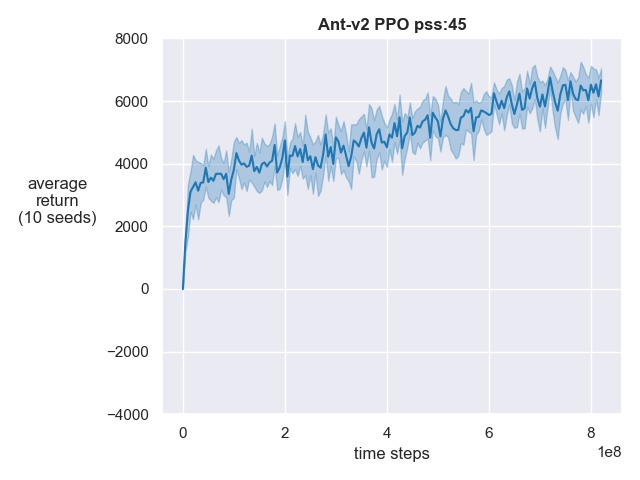 Ant-v2 PPO pss:45
8000
6000
4000
2000
0
−2000
−4000
average
return
(10 seeds)
0 2 4 6 8
1e8
time steps